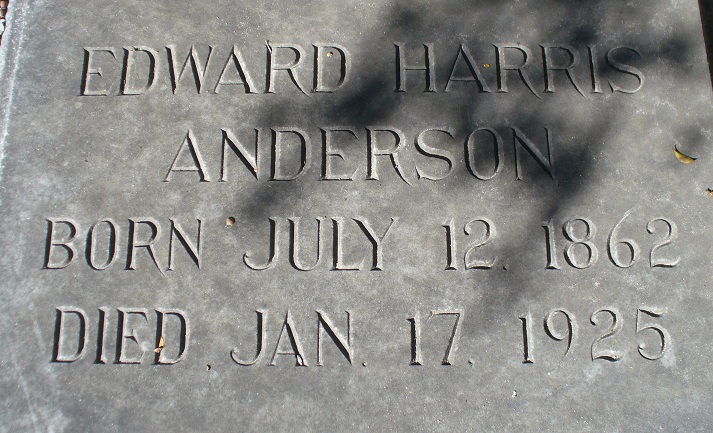 EDWARD HARRIS
ANDERSON
BORN JULY 12. 1862
DIED. JAN. 17. 1925